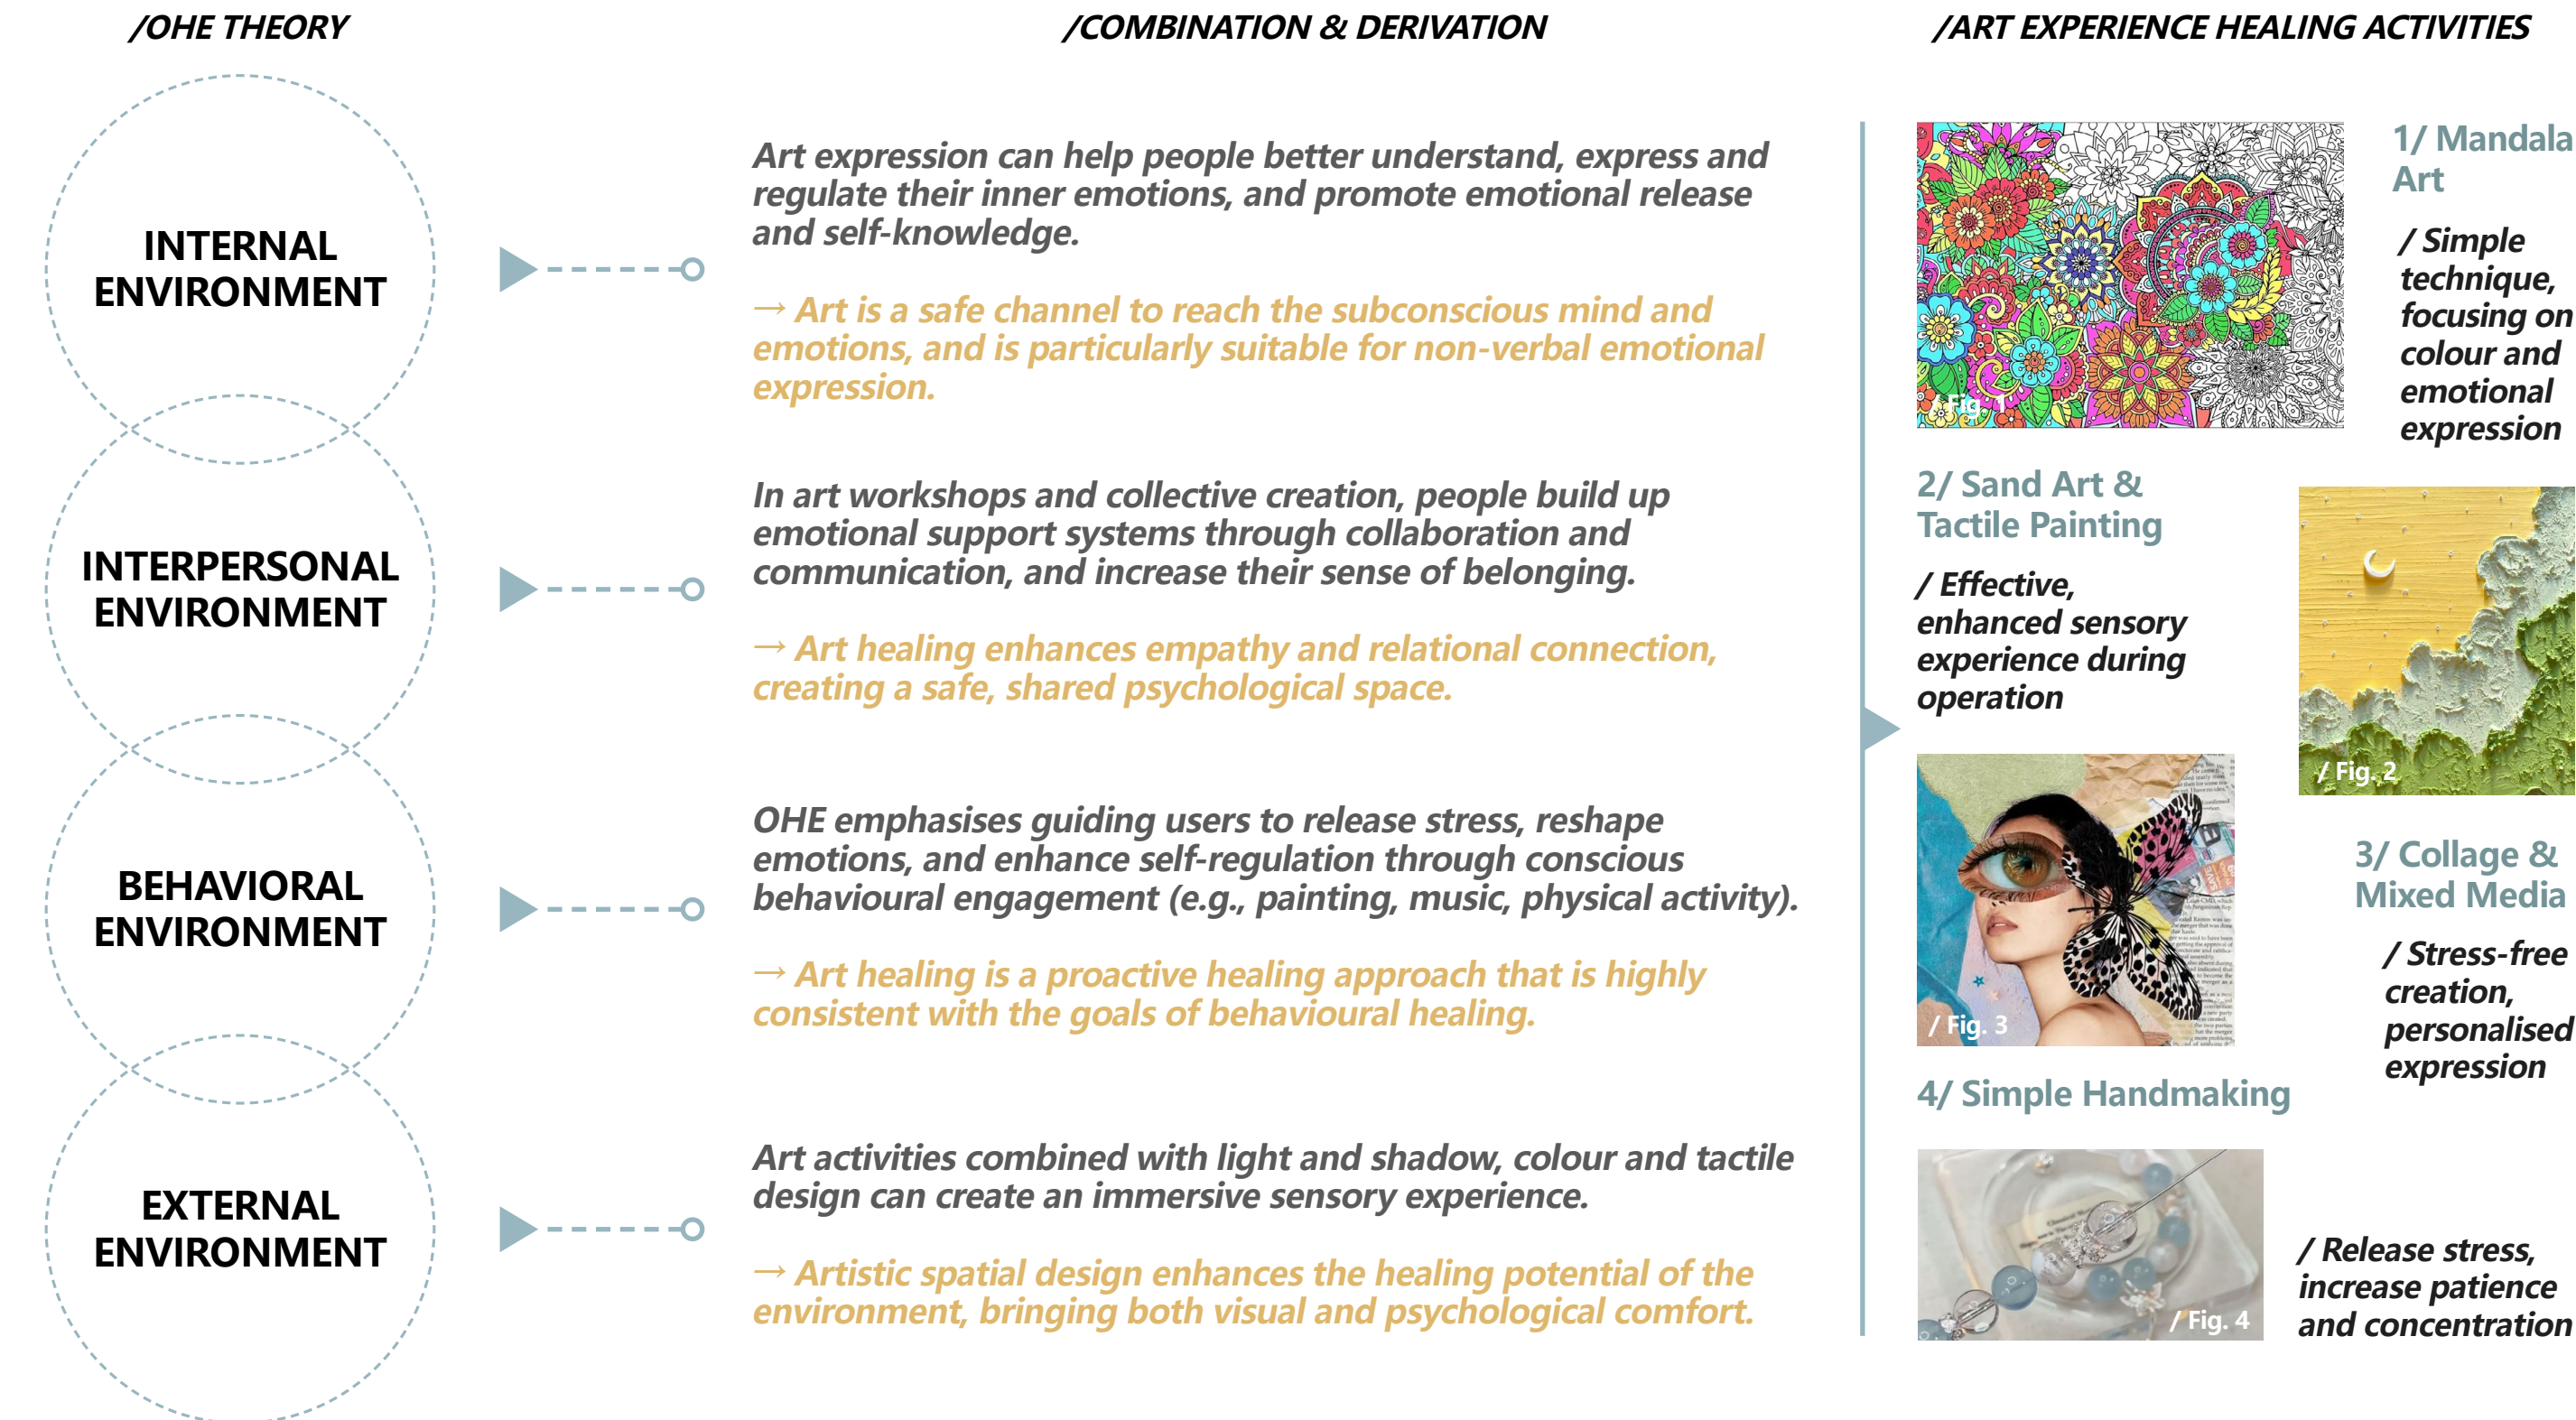 /OHE THEORY
/COMBINATION & DERIVATION
/ART EXPERIENCE HEALING ACTIVITIES
INTERNAL
ENVIRONMENT
Art expression can help people better understand, express and
regulate their inner emotions, and promote emotional release
and self-knowledge.
→ Art is a safe channel to reach the subconscious mind and
emotions, and is particularly suitable for non-verbal emotional
expression.
INTERPERSONAL
ENVIRONMENT
In art workshops and collective creation, people build up
emotional support systems through collaboration and
communication, and increase their sense of belonging.
→ Art healing enhances empathy and relational connection,
creating a safe, shared psychological space.
BEHAVIORAL
ENVIRONMENT
OHE emphasises guiding users to release stress, reshape
emotions, and enhance self-regulation through conscious
behavioural engagement (e.g., painting, music, physical activity).
→ Art healing is a proactive healing approach that is highly
consistent with the goals of behavioural healing.
EXTERNAL
ENVIRONMENT
Art activities combined with light and shadow, colour and tactile
design can create an immersive sensory experience.
→ Artistic spatial design enhances the healing potential of the
environment, bringing both visual and psychological comfort.
/ Fig. 1
1/ Mandala
Art
/ Simple
technique,
focusing on
colour and
emotional
expression
2/ Sand Art &
Tactile Painting
/ Effective,
enhanced sensory
experience during
operation
/ Fig. 2
/ Fig. 3
3/ Collage &
Mixed Media
/ Stress-free
creation,
personalised
expression
4/ Simple Handmaking
/ Fig. 4
/ Release stress,
increase patience
and concentration